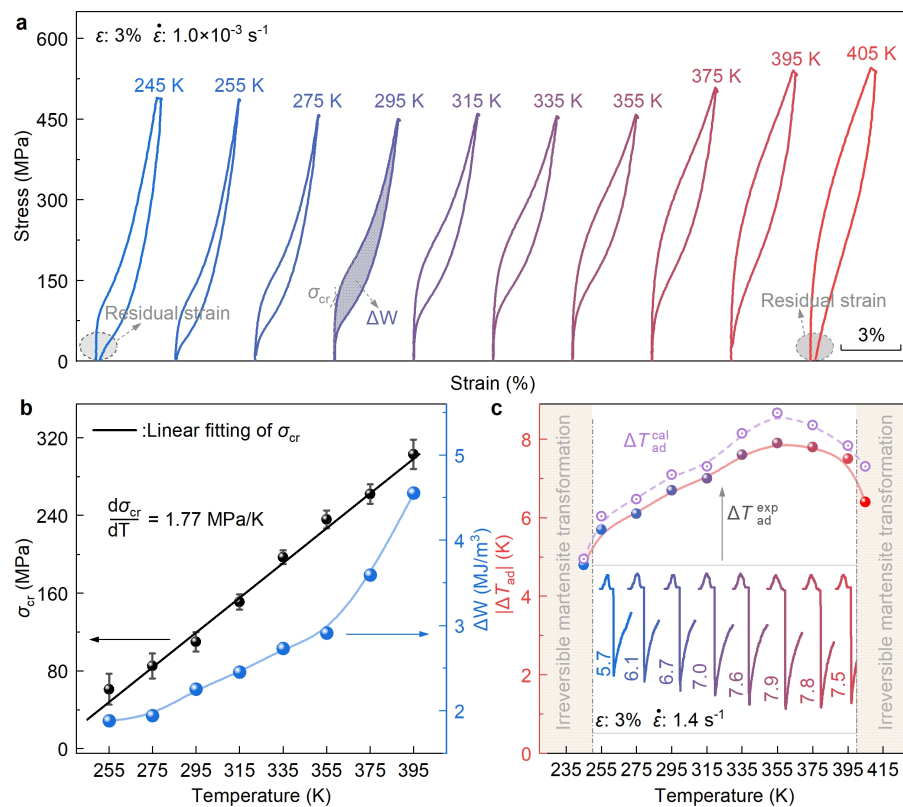 a
ε: 3% ε̇: 1.0×10⁻³ s⁻¹
600
450
300
150
0
Stress (MPa)
245 K
255 K
275 K
295 K
315 K
335 K
355 K
375 K
395 K
405 K
σcr
ΔW
Residual strain
Residual strain
3%
Strain (%)
b
:Linear fitting of σcr
dσcr/dT = 1.77 MPa/K
320
240
160
80
0
σcr (MPa)
5
4
3
2
ΔW (MJ/m³)
255 275 295 315 335 355 375 395
Temperature (K)
c
ΔTad^cal
ΔTad^exp
Irreversible martensite transformation
Irreversible martensite transformation
8
6
4
2
0
|ΔTad| (K)
5.7 6.1 6.7 7.0 7.6 7.9 7.8 7.5
ε: 3% ε̇: 1.4 s⁻¹
235 255 275 295 315 335 355 375 395 415
Temperature (K)